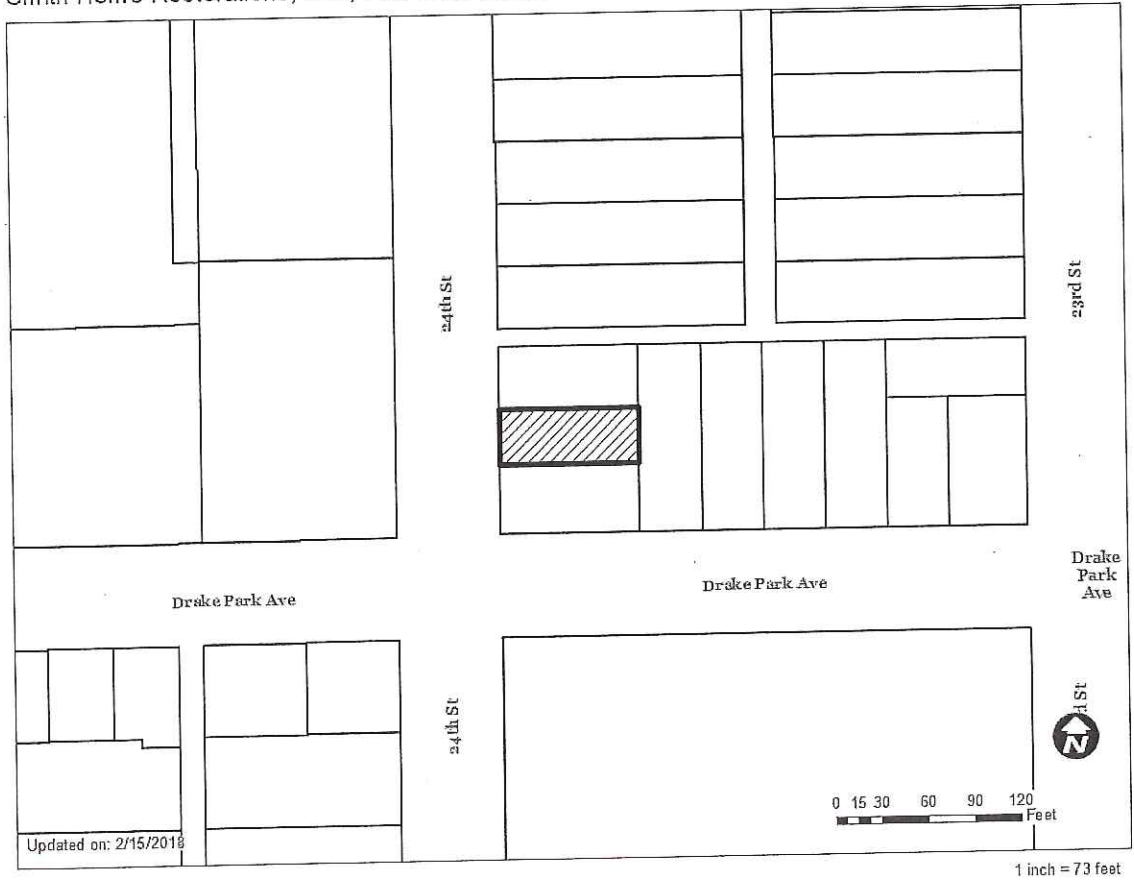 24th St
23rd St
Drake Park Ave
Drake Park Ave
Drake
Park
Ave
24th St
N
0 15 30 60 90 120
Feet
Updated on: 2/15/2018
1 inch = 73 feet